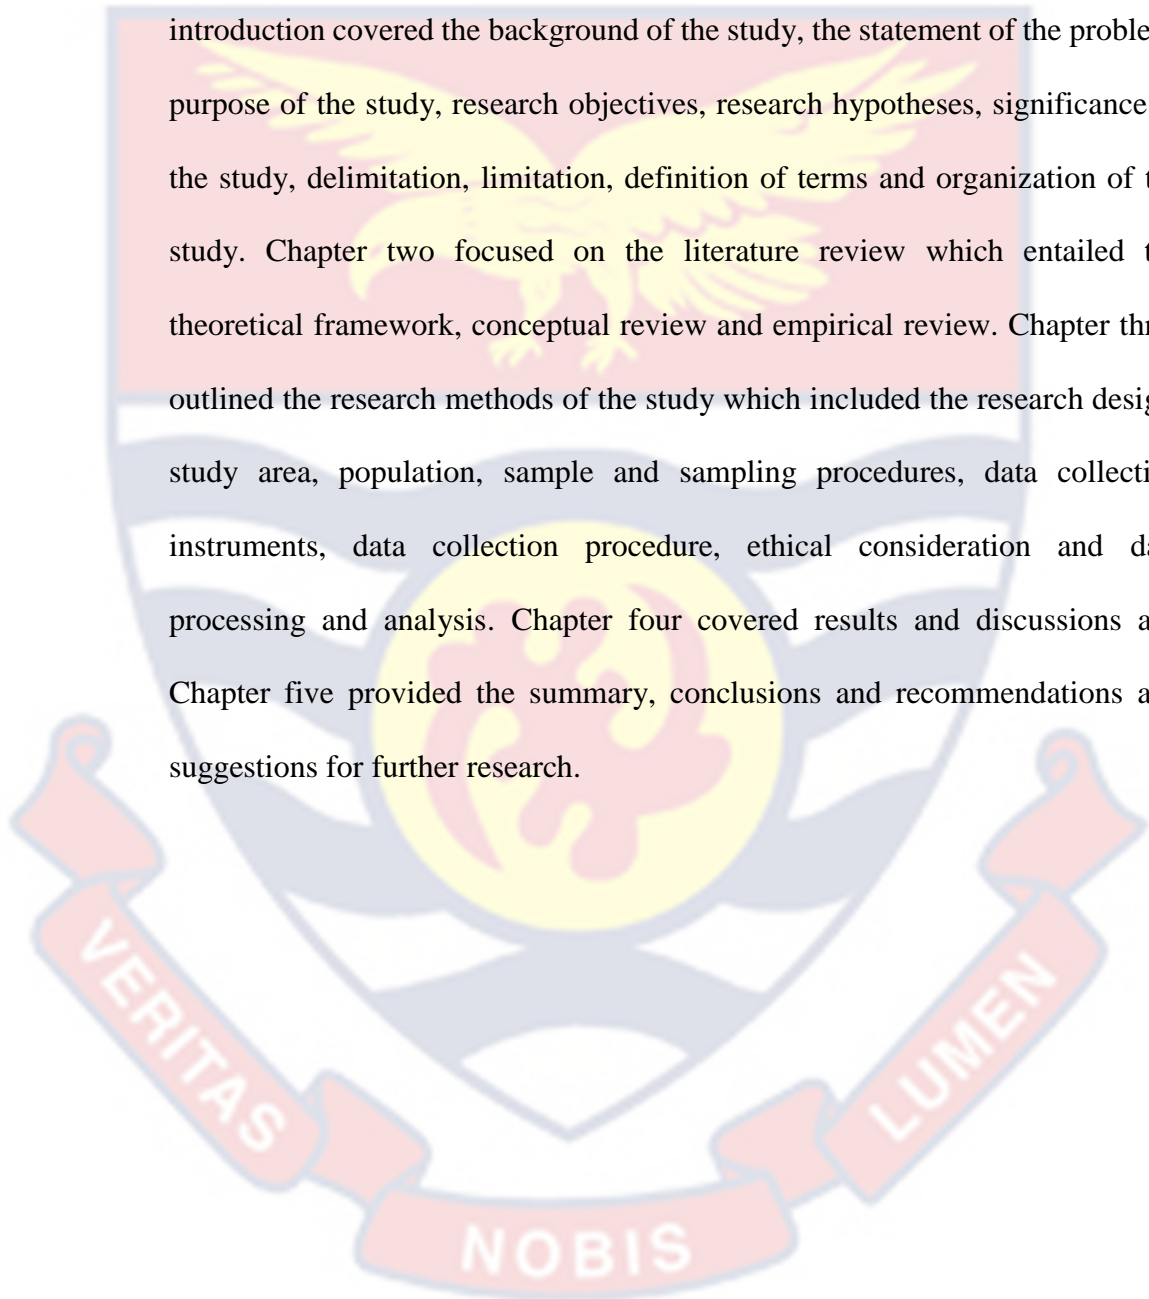 introduction covered the background of the study, the statement of the proble
purpose of the study, research objectives, research hypotheses, significance
the study, delimitation, limitation, definition of terms and organization of t
study. Chapter two focused on the literature review which entailed t
theoretical framework, conceptual review and empirical review. Chapter thr
outlined the research methods of the study which included the research desig
study area, population, sample and sampling procedures, data collecti
instruments, data collection procedure, ethical consideration and da
processing and analysis. Chapter four covered results and discussions a
Chapter five provided the summary, conclusions and recommendations a
suggestions for further research.
VERITAS
NOBIS
LUMEN